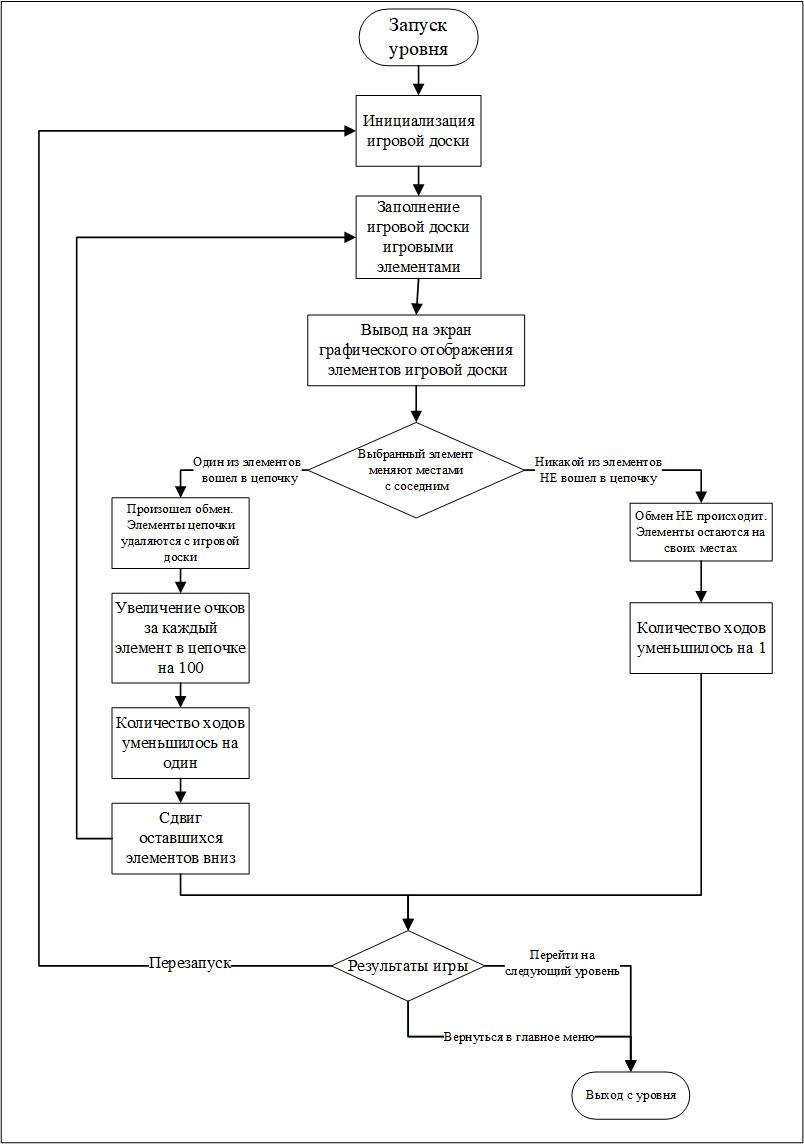 Запуск
уровня
Инициализация
игровой доски
Заполнение
игровой доски
игровыми
элементами
Вывод на экран
графического отображения
элементов игровой доски
Выбранный элемент
меняют местами
с соседним
Один из элементов
вошел в цепочку
Никакой из элементов
НЕ вошел в цепочку
Произошел обмен.
Элементы цепочки
удаляются с игровой
доски
Обмен НЕ происходит.
Элементы остаются на
своих местах
Увеличение очков
за каждый
элемент в цепочке
на 100
Количество ходов
уменьшилось на 1
Количество ходов
уменьшилось на
один
Сдвиг
оставшихся
элементов вниз
Перезапуск
Результаты игры
Перейти на
следующий уровень
Вернуться в главное меню
Выход с уровня